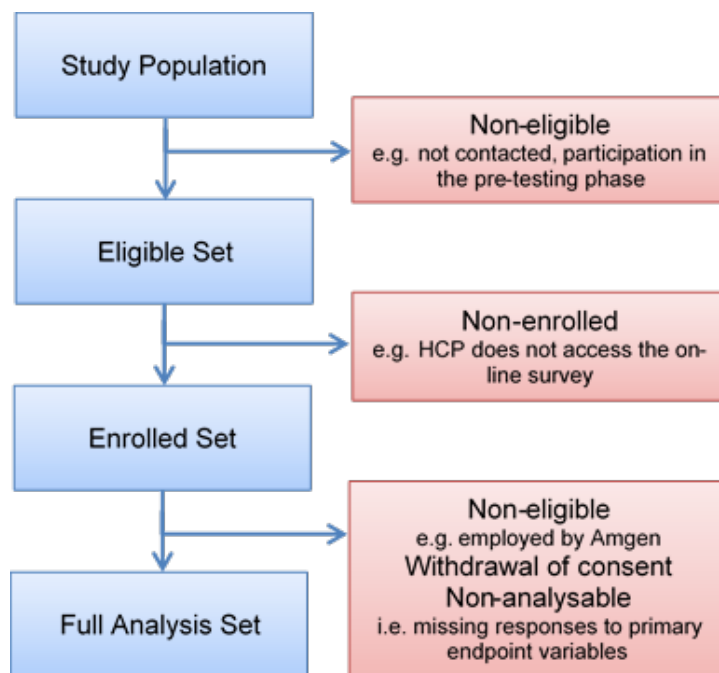 Study Population
Non-eligible
e.g. not contacted, participation in
the pre-testing phase
Eligible Set
Non-enrolled
e.g. HCP does not access the on-
line survey
Enrolled Set
Non-eligible
e.g. employed by Amgen
Withdrawal of consent
Non-analysable
i.e. missing responses to primary
endpoint variables
Full Analysis Set